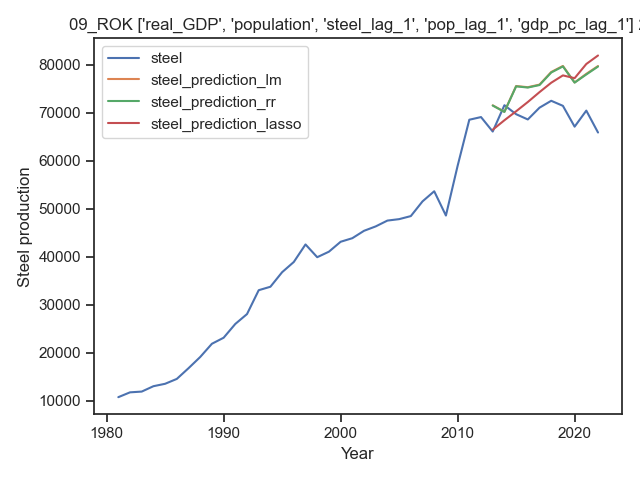 09_ROK ['real_GDP', 'population', 'steel_lag_1', 'pop_lag_1', 'gdp_pc_lag_1']
steel
steel_prediction_lm
steel_prediction_rr
steel_prediction_lasso
80000
70000
60000
50000
40000
30000
20000
10000
Steel production
1980
1990
2000
2010
2020
Year